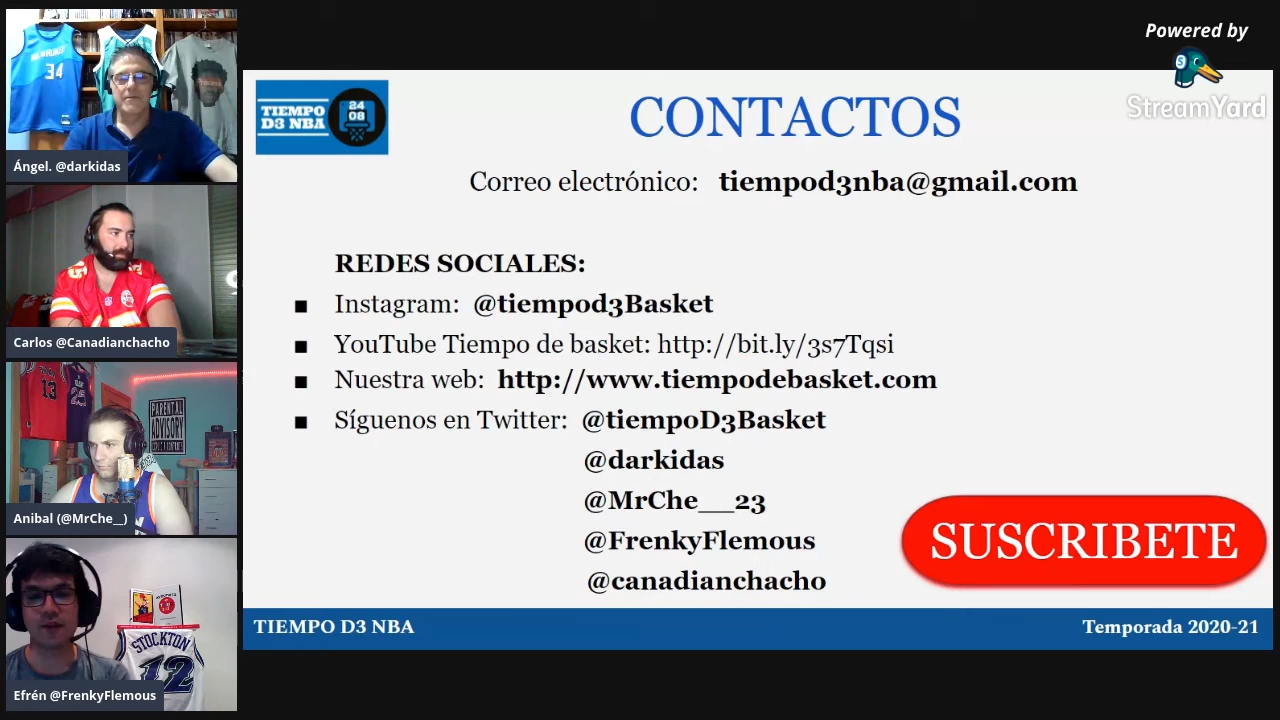 Powered by
StreamYard
TIEMPO
D3 NBA
24
08
CONTACTOS
Correo electrónico: tiempod3nba@gmail.com
REDES SOCIALES:
■ Instagram: @tiempod3Basket
■ YouTube Tiempo de basket: http://bit.ly/3s7Tqsi
■ Nuestra web: http://www.tiempodebasket.com
■ Síguenos en Twitter: @tiempoD3Basket
@darkidas
@MrChe__23
@FrenkyFlemous
@canadianchacho
SUSCRIBETE
TIEMPO D3 NBA
Temporada 2020-21
34
Ángel. @darkidas
Carlos @Canadianchacho
13
25
PARENTAL
ADVISORY
Anibal (@MrChe__)
STOCKTON
12
Efrén @FrenkyFlemous